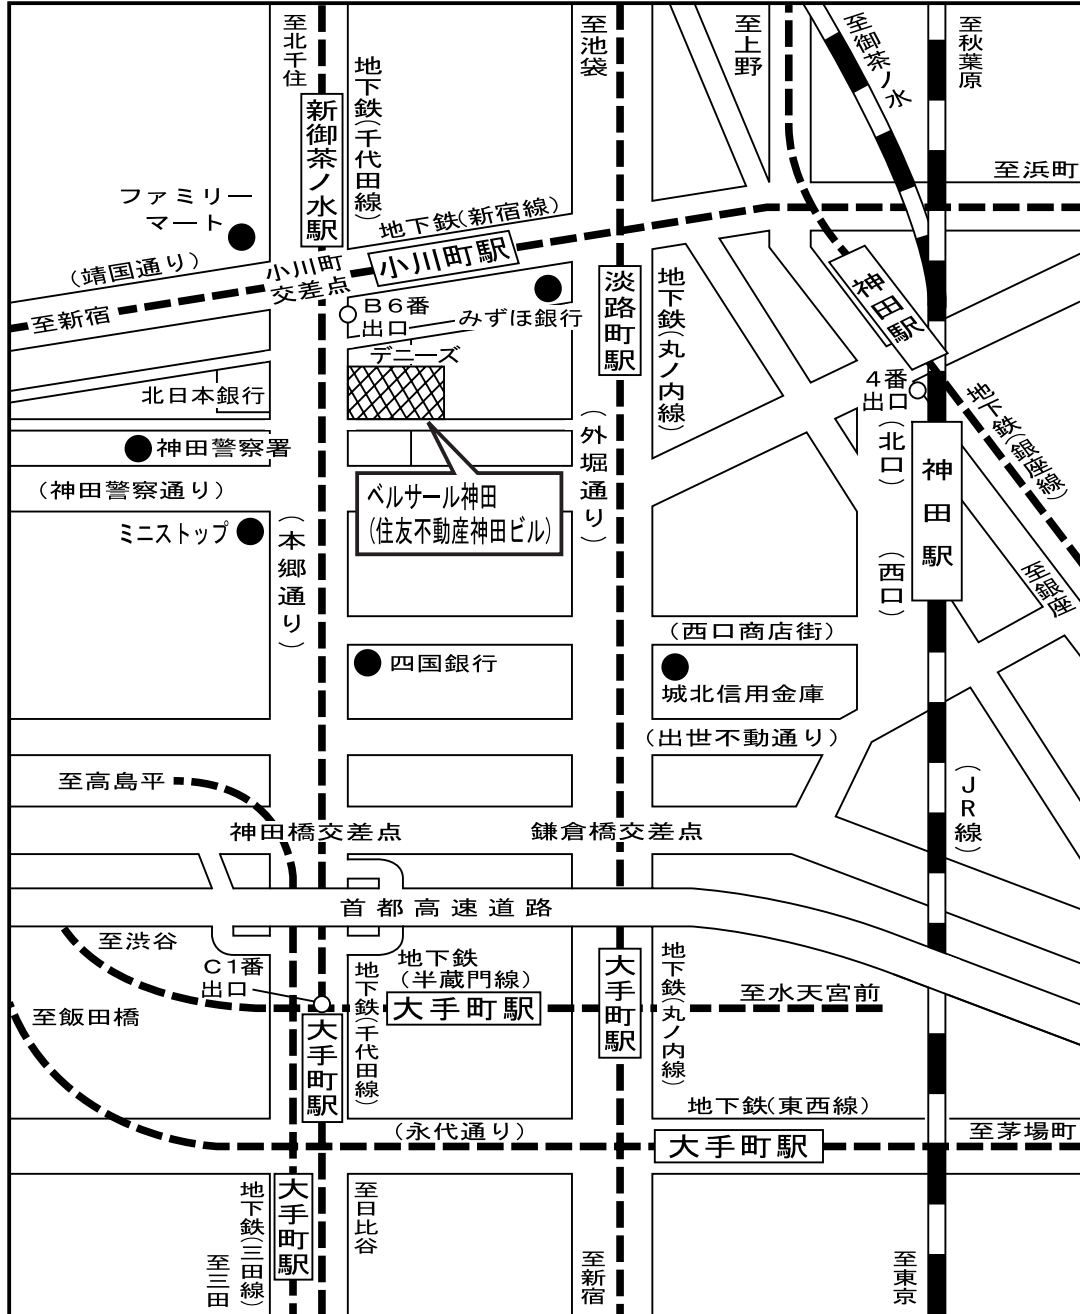 至北千住
地下鉄(千代田線)
新御茶ノ水駅
至池袋
至上野
至御茶ノ水
至秋葉原
至浜町
ファミリー
マート
(靖国通り)
至新宿
小川町
交差点
地下鉄(新宿線)
小川町駅
B6番
出口
みずほ銀行
デニーズ
淡路町駅
地下鉄(丸ノ内線)
神田駅
4番
出口
(北口)
地下鉄(銀座線)
北日本銀行
神田警察署
(神田警察通り)
ミニストップ
(本郷通り)
ベルサール神田
(住友不動産神田ビル)
(外堀通り)
神田駅
(西口)
至銀座
四国銀行
(西口商店街)
城北信用金庫
(出世不動通り)
至高島平
神田橋交差点
鎌倉橋交差点
(JR線)
首都高速道路
至渋谷
C1番
出口
地下鉄
(半蔵門線)
大手町駅
至飯田橋
大手町駅
地下鉄(千代田線)
大手町駅
地下鉄(丸ノ内線)
至水天宮前
(永代通り)
地下鉄(東西線)
大手町駅
至茅場町
地下鉄(三田線)
至三田
大手町駅
至日比谷
至新宿
至東京